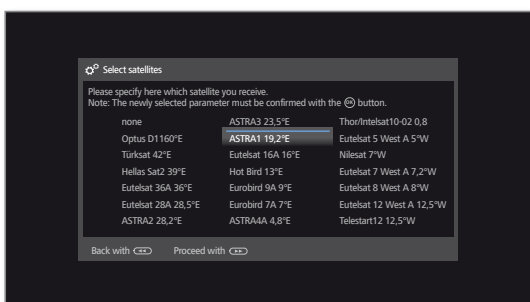 Select satellites
Please specify here which satellite you receive.
Note: The newly selected parameter must be confirmed with the OK button.
none ASTRA3 23,5°E Thor/Intelsat10-02 0,8
Optus D1160°E ASTRA1 19,2°E Eutelsat 5 West A 5°W
Türksat 42°E Eutelsat 16A 16°E Nilesat 7°W
Hellas Sat2 39°E Hot Bird 13°E Eutelsat 7 West A 7,2°W
Eutelsat 36A 36°E Eurobird 9A 9°E Eutelsat 8 West A 8°W
Eutelsat 28A 28,5°E Eurobird 7A 7°E Eutelsat 12 West A 12,5°W
ASTRA2 28,2°E ASTRA4A 4,8°E Telestart12 12,5°W
Back with Proceed with